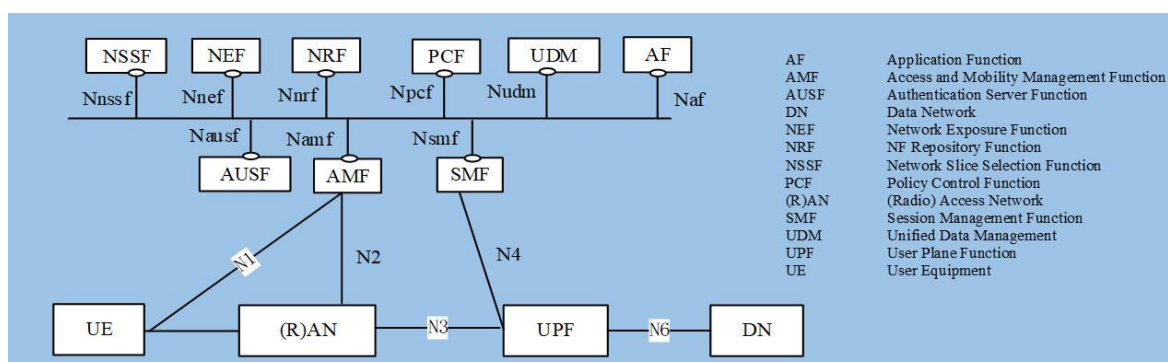 NSSF NEF NRF PCF UDM AF
Nnssf Nnef Nnrf Npcf Nudm Naf
Nausf Namf Nsmf
AUSF AMF SMF
N1 N2 N4
UE (R)AN N3 UPF N6 DN
AF Application Function
AMF Access and Mobility Management Function
AUSF Authentication Server Function
DN Data Network
NEF Network Exposure Function
NRF NF Repository Function
NSSF Network Slice Selection Function
PCF Policy Control Function
(R)AN (Radio) Access Network
SMF Session Management Function
UDM Unified Data Management
UPF User Plane Function
UE User Equipment